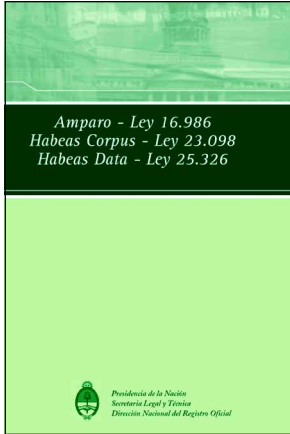 Amparo - Ley 16.986
Habeas Corpus - Ley 23.098
Habeas Data - Ley 25.326
Presidencia de la Nación
Secretaría Legal y Técnica
Dirección Nacional del Registro Oficial